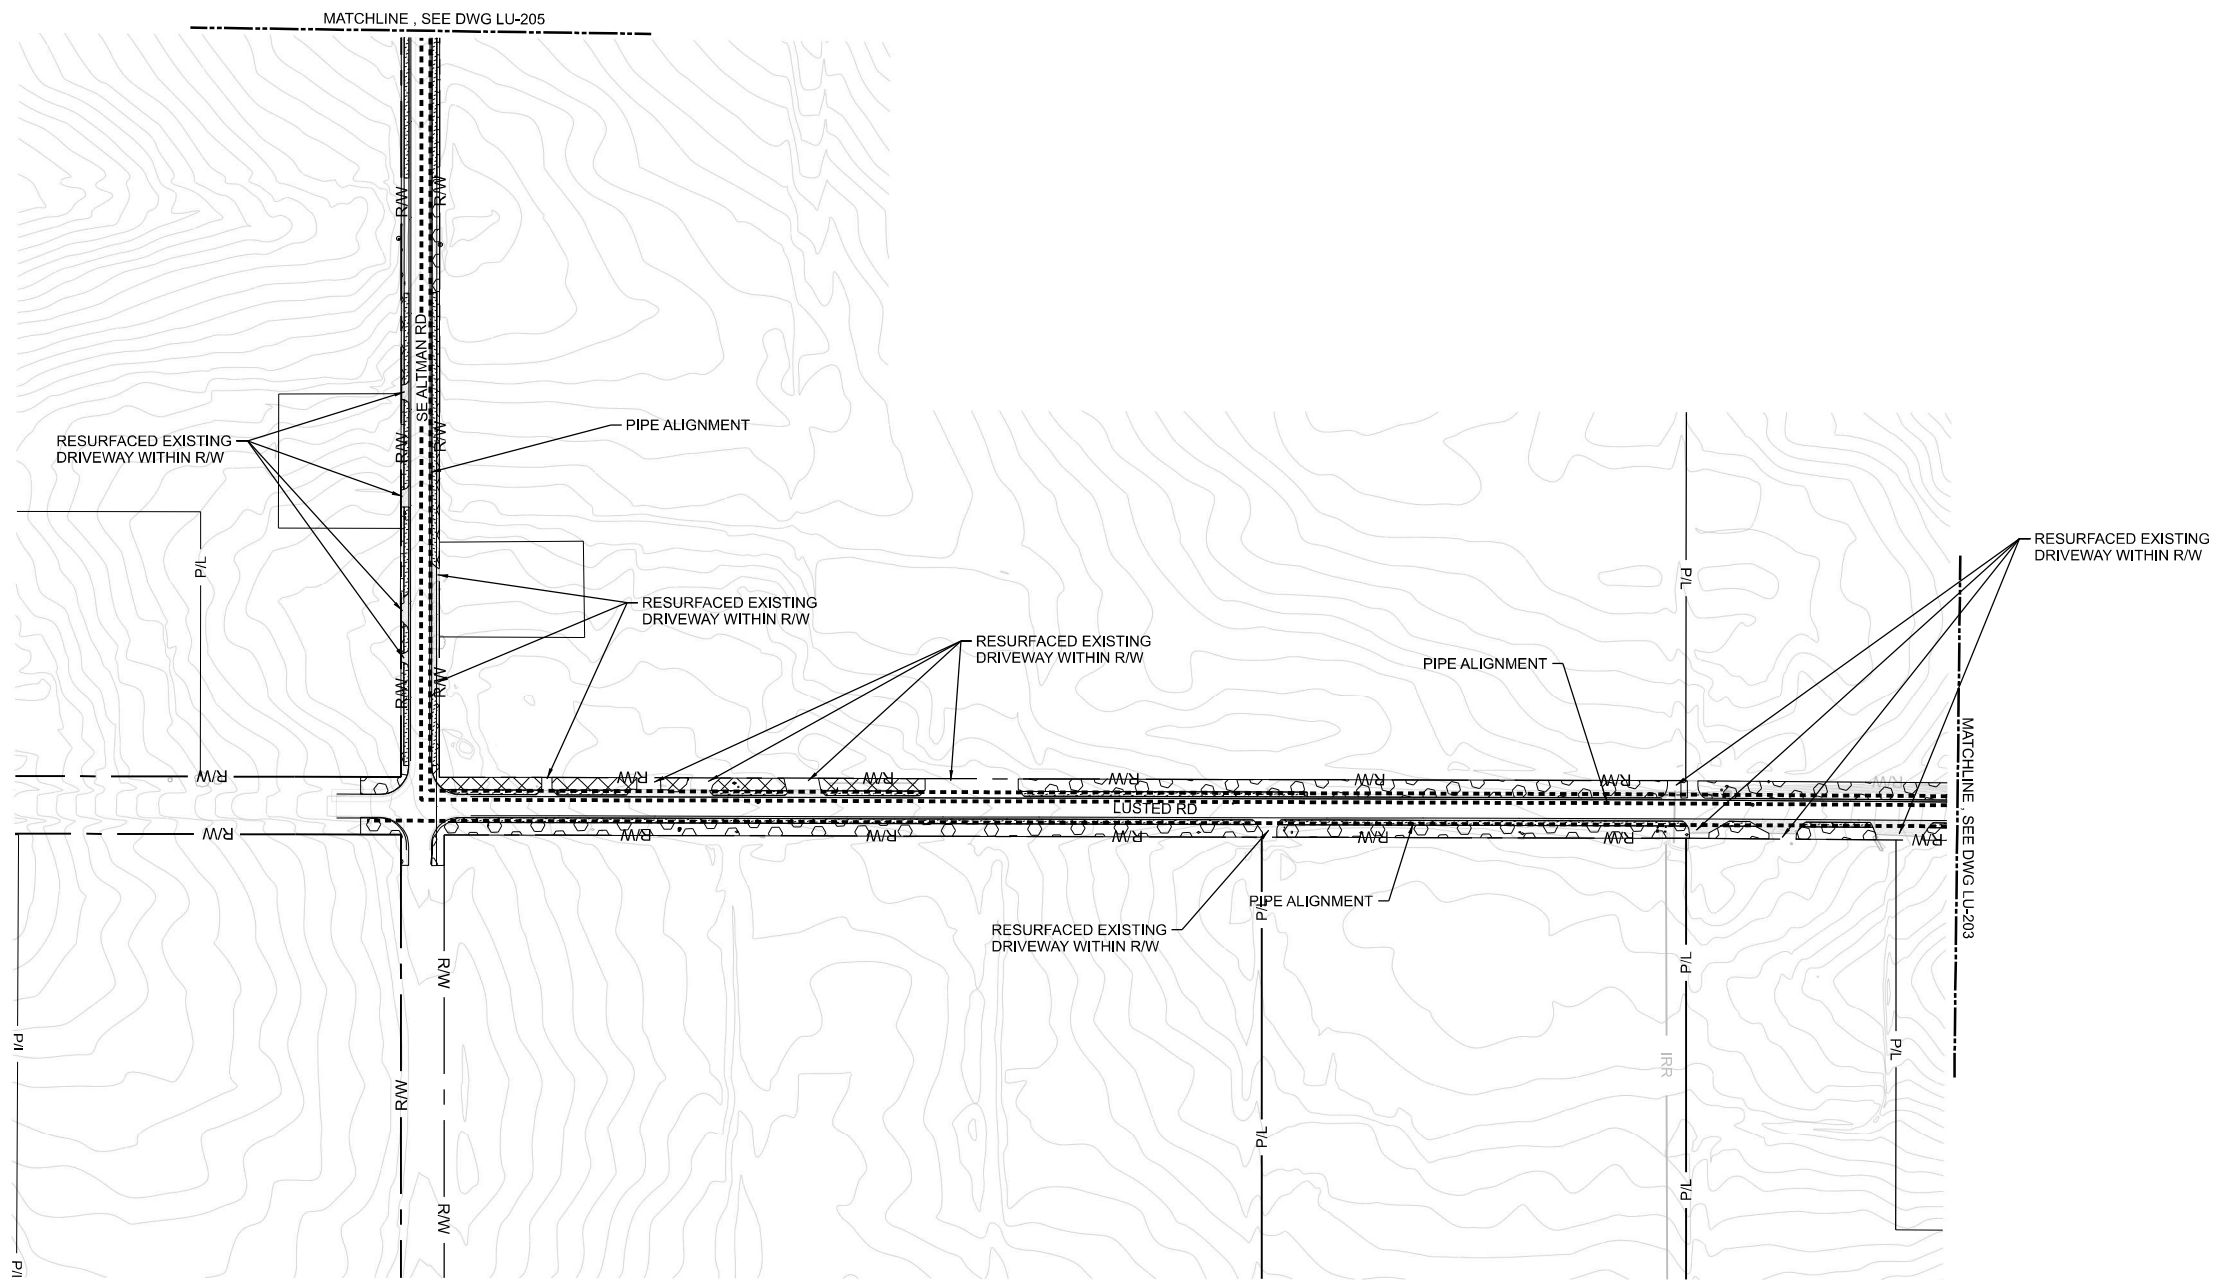 MATCHLINE , SEE DWG LU-205
R/W
R/W
SE ALTMAN RD
R/W
R/W
PIPE ALIGNMENT
RESURFACED EXISTING
DRIVEWAY WITHIN R/W
P/L
RESURFACED EXISTING
DRIVEWAY WITHIN R/W
P/L
RESURFACED EXISTING
DRIVEWAY WITHIN R/W
RESURFACED EXISTING
DRIVEWAY WITHIN R/W
PIPE ALIGNMENT
R/W
R/W
MATCHLINE , SEE DWG LU-203
R/W
R/W
R/W
R/W
R/W
R/W
R/W
LUSTED RD
R/W
R/W
R/W
R/W
R/W
R/W
R/W
PIPE ALIGNMENT
P/L
RESURFACED EXISTING
DRIVEWAY WITHIN R/W
R/W
P/L
P/L
P/L
IRR
R/W
P/L
P/L
R/W
P/L